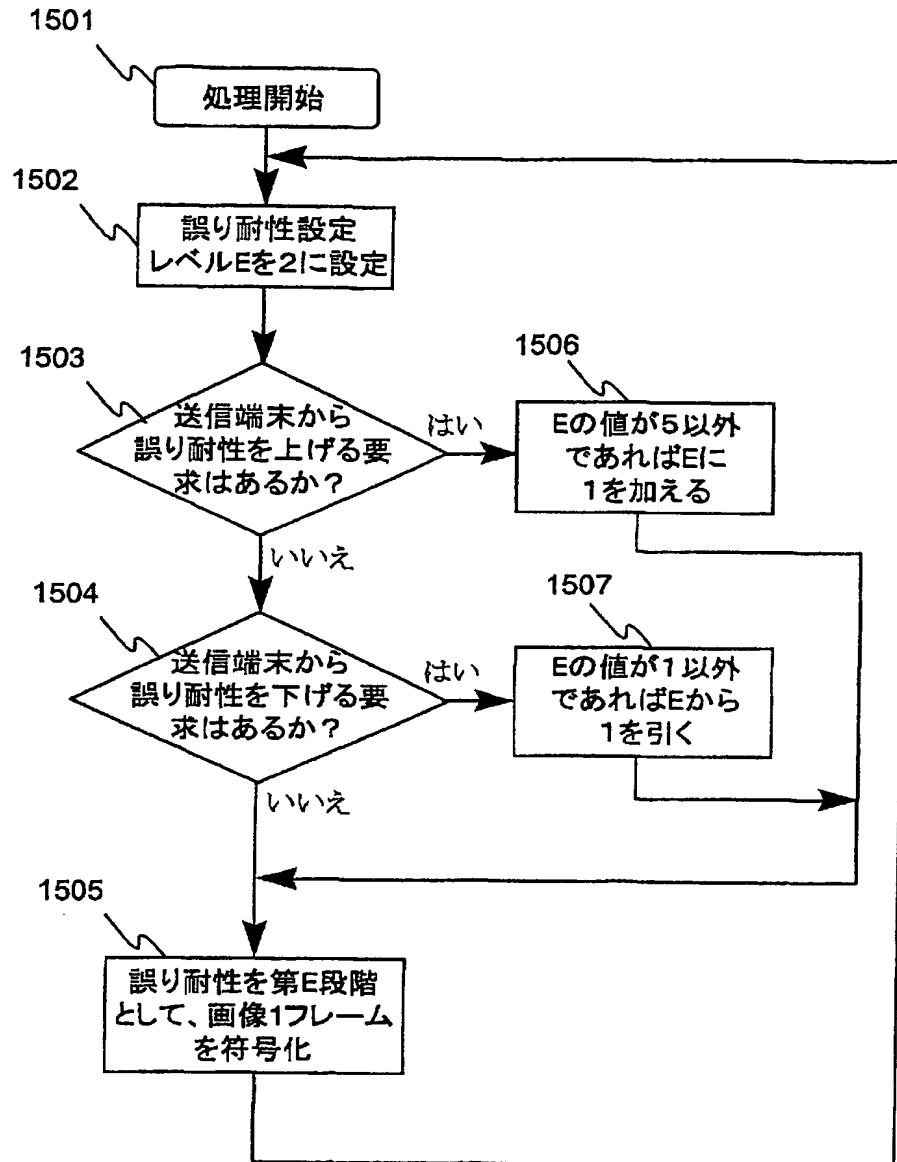 1501
処理開始
1502
誤り耐性設定
レベルEを2に設定
1503
送信端末から
誤り耐性を上げる要
求はあるか？
はい
1506
Eの値が5以外
であればEに
1を加える
いいえ
1504
送信端末から
誤り耐性を下げる要
求はあるか？
はい
1507
Eの値が1以外
であればEから
1を引く
いいえ
1505
誤り耐性を第E段階
として、画像1フレーム
を符号化